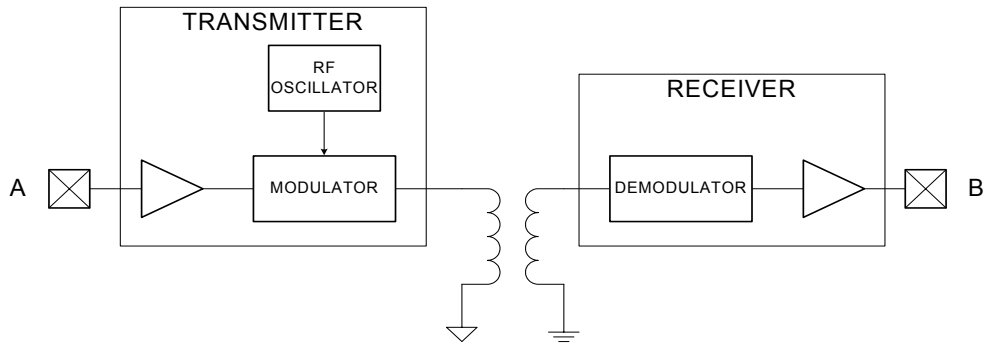 TRANSMITTER
RF
OSCILLATOR
RECEIVER
A
MODULATOR
DEMODULATOR
B